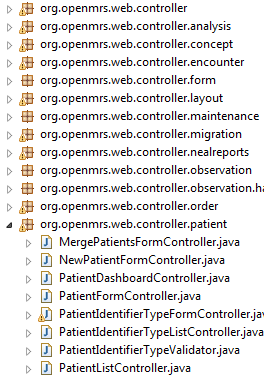 org.openmrs.web.controller
org.openmrs.web.controller.analysis
org.openmrs.web.controller.concept
org.openmrs.web.controller.encounter
org.openmrs.web.controller.form
org.openmrs.web.controller.layout
org.openmrs.web.controller.maintenance
org.openmrs.web.controller.migration
org.openmrs.web.controller.nealreports
org.openmrs.web.controller.observation
org.openmrs.web.controller.observation.ha
org.openmrs.web.controller.order
org.openmrs.web.controller.patient
MergePatientsFormController.java
NewPatientFormController.java
PatientDashboardController.java
PatientFormController.java
PatientIdentifierTypeFormController.java
PatientIdentifierTypeListController.java
PatientIdentifierTypeValidator.java
PatientListController.java